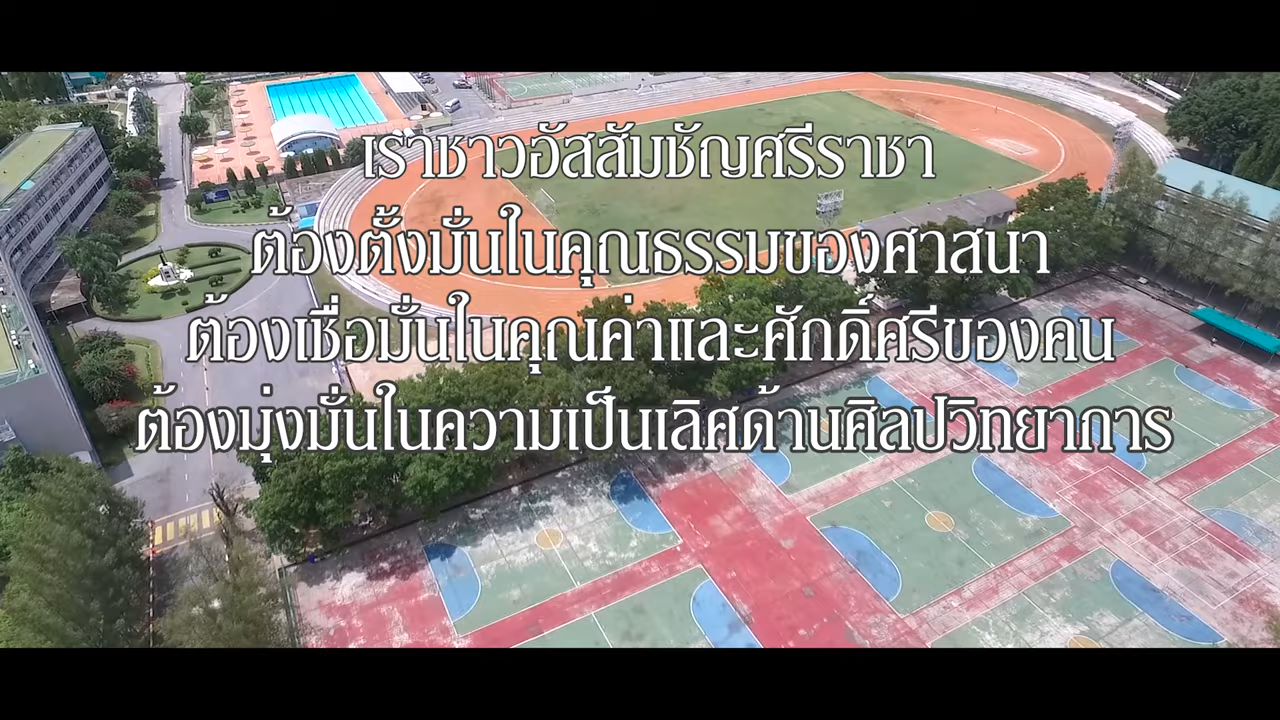 เราชาวอัสสัมชัญศรีราชา
ต้องตั้งมั่นในคุณธรรมของศาสนา
ต้องเชื่อมั่นในคุณค่าและศักดิ์ศรีของคน
ต้องมุ่งมั่นในความเป็นเลิศด้านศิลปวิทยาการ